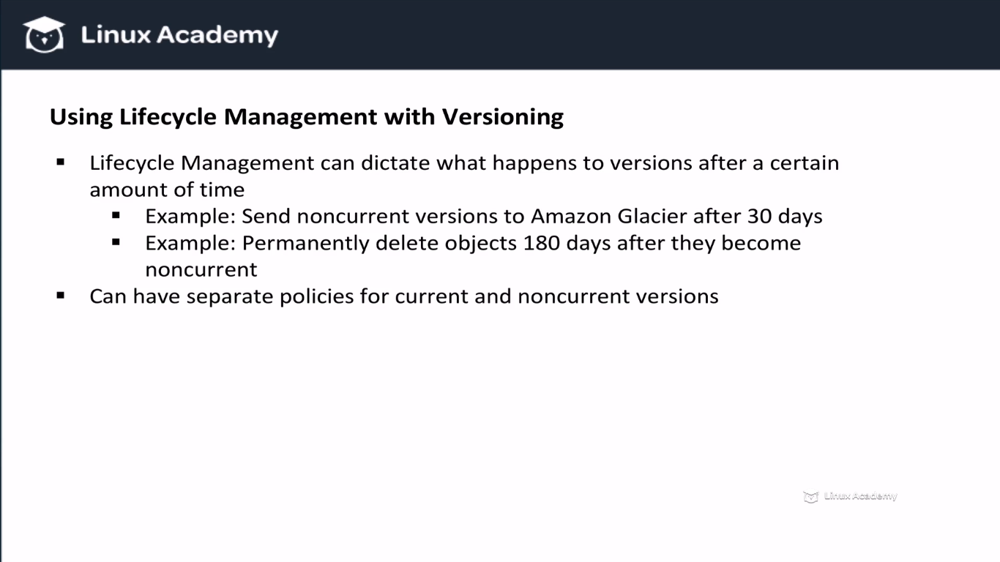 Linux Academy
Using Lifecycle Management with Versioning
▪ Lifecycle Management can dictate what happens to versions after a certain
amount of time
▪ Example: Send noncurrent versions to Amazon Glacier after 30 days
▪ Example: Permanently delete objects 180 days after they become
noncurrent
▪ Can have separate policies for current and noncurrent versions
Linux Academy